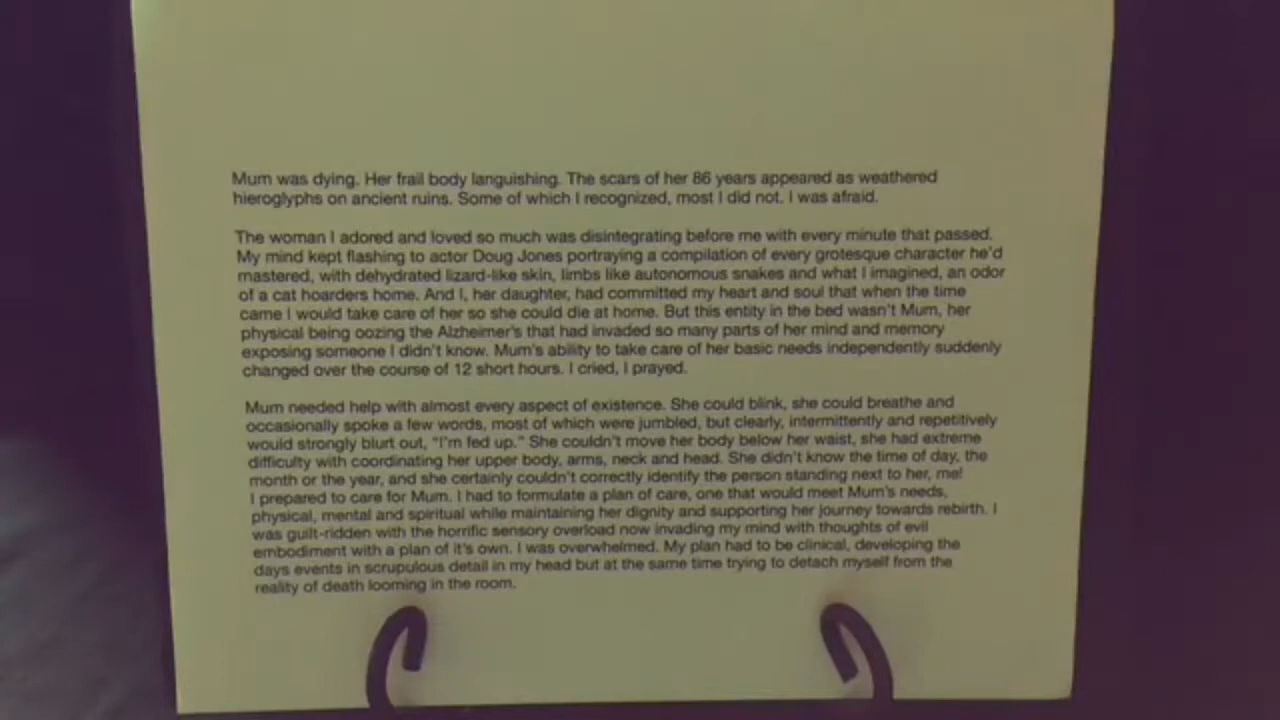 Mum was dying. Her frail body languishing. The scars of her 86 years appeared as weathered
hieroglyphs on ancient ruins. Some of which I recognized, most I did not. I was afraid.
The woman I adored and loved so much was disintegrating before me with every minute that passed.
My mind kept flashing to actor Doug Jones portraying a compilation of every grotesque character he'd
mastered, with dehydrated lizard-like skin, limbs like autonomous snakes and what I imagined, an odor
of a cat hoarders home. And I, her daughter, had committed my heart and soul that when the time
came I would take care of her so she could die at home. But this entity in the bed wasn't Mum, her
physical being oozing the Alzheimer's that had invaded so many parts of her mind and memory
exposing someone I didn't know. Mum's ability to take care of her basic needs independently suddenly
changed over the course of 12 short hours. I cried, I prayed.
Mum needed help with almost every aspect of existence. She could blink, she could breathe and
occasionally spoke a few words, most of which were jumbled, but clearly, intermittently and repetitively
would strongly blurt out, "I'm fed up." She couldn't move her body below her waist, she had extreme
difficulty with coordinating her upper body, arms, neck and head. She didn't know the time of day, the
month or the year, and she certainly couldn't correctly identify the person standing next to her, me!
I prepared to care for Mum. I had to formulate a plan of care, one that would meet Mum's needs,
physical, mental and spiritual while maintaining her dignity and supporting her journey towards rebirth. I
was guilt-ridden with the horrific sensory overload now invading my mind with thoughts of evil
embodiment with a plan of it's own. I was overwhelmed. My plan had to be clinical, developing the
days events in scrupulous detail in my head but at the same time trying to detach myself from the
reality of death looming in the room.